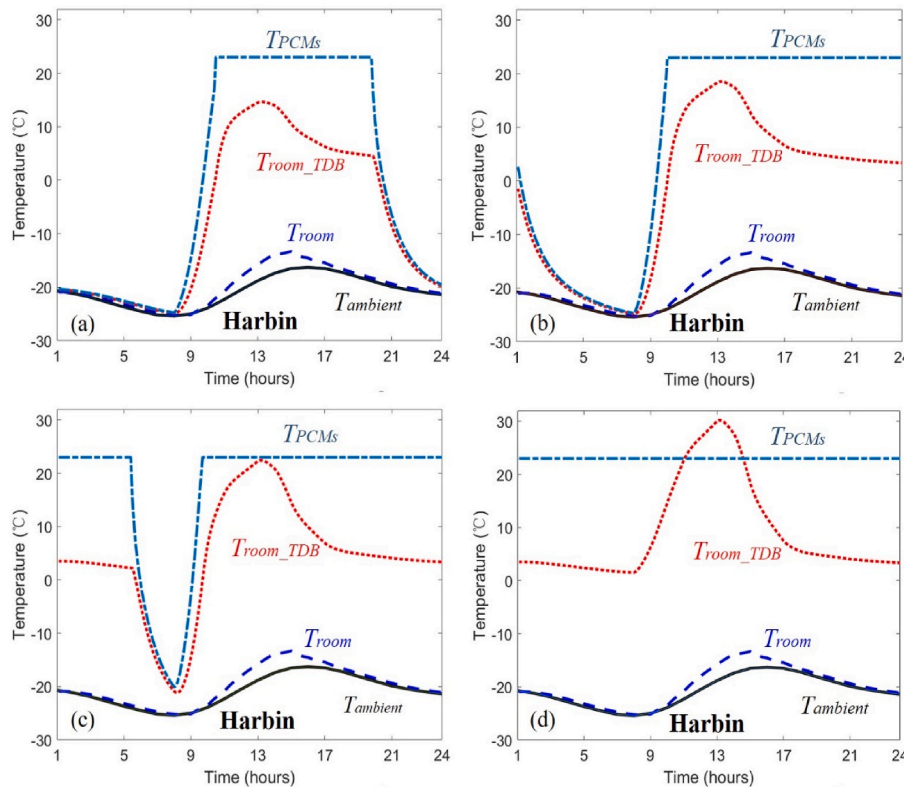 30
20
10
0
-10
-20
-30
Temperature (℃)
TPCMs
Troom_TDB
Troom
Tambient
(a)
Harbin
1 5 9 13 17 21 24
Time (hours)
30
20
10
0
-10
-20
-30
Temperature (℃)
TPCMs
Troom_TDB
Troom
Tambient
(b)
Harbin
1 5 9 13 17 21 24
Time (hours)
30
20
10
0
-10
-20
-30
Temperature (℃)
TPCMs
Troom_TDB
Troom
Tambient
(c)
Harbin
1 5 9 13 17 21 24
Time (hours)
30
20
10
0
-10
-20
-30
Temperature (℃)
TPCMs
Troom_TDB
Troom
Tambient
(d)
Harbin
1 5 9 13 17 21 24
Time (hours)